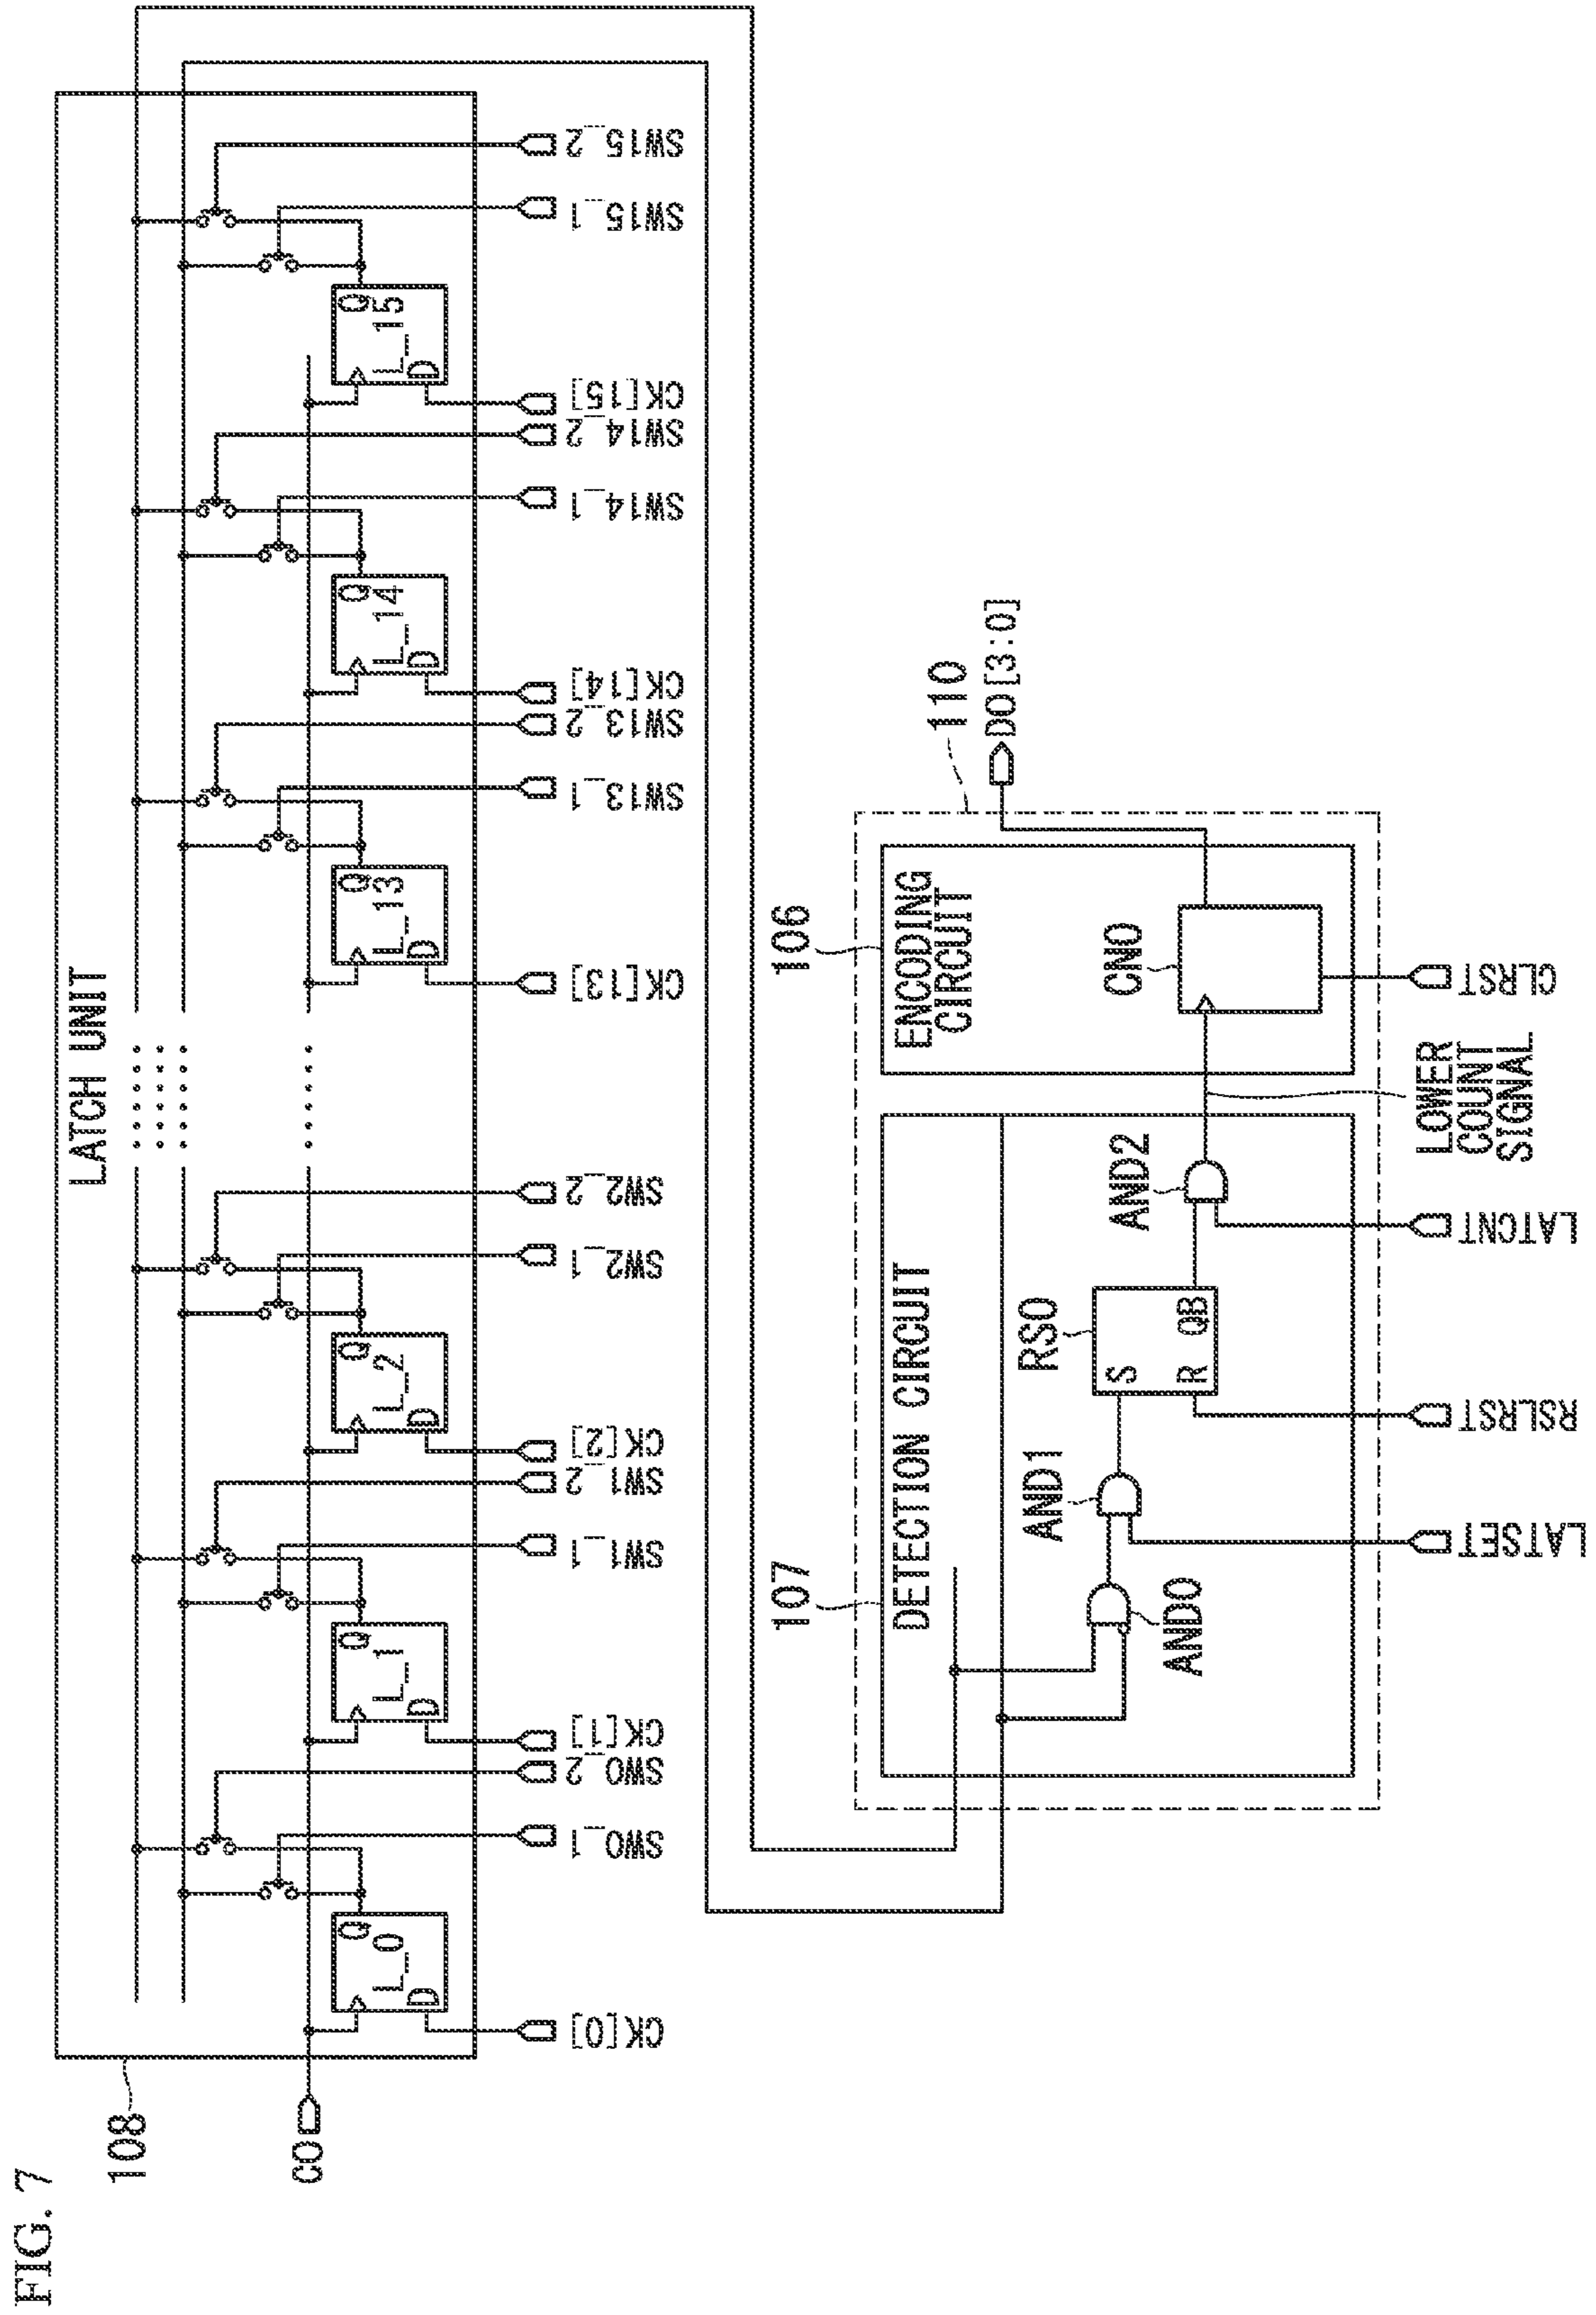 FIG. 7
108
LATCH UNIT
CO
L_0
Q
D
L_1
Q
D
L_2
Q
D
L_13
Q
D
L_14
Q
D
L_15
Q
D
CK[0]
SW0_1
SW0_2
CK[1]
SW1_1
SW1_2
CK[2]
SW2_1
SW2_2
CK[13]
SW13_1
SW13_2
CK[14]
SW14_1
SW14_2
CK[15]
SW15_1
SW15_2
107
DETECTION CIRCUIT
AND0
AND1
RS0
S
R
QB
AND2
LATSET
RSLRST
LATCNT
LOWER
COUNT
SIGNAL
106
ENCODING
CIRCUIT
CN0
CLRST
110
DO[3:0]